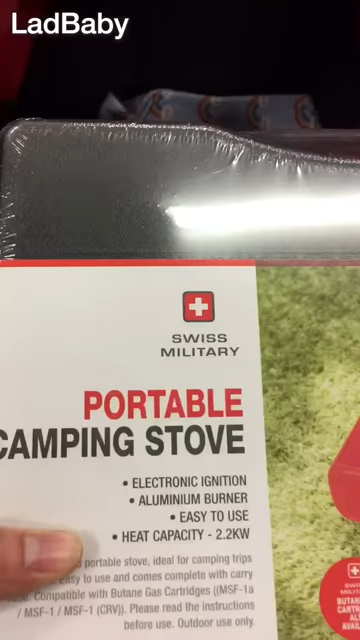 LadBaby
SWISS
MILITARY
PORTABLE
CAMPING STOVE
• ELECTRONIC IGNITION
• ALUMINIUM BURNER
• EASY TO USE
• HEAT CAPACITY - 2.2KW
portable stove, ideal for camping trips
easy to use and comes complete with carry
Compatible with Butane Gas Cartridges ((MSF-1a
/ MSF-1 / MSF-1 (CRV)). Please read the instructions
before use. Outdoor use only.
SWISS
MILITARY